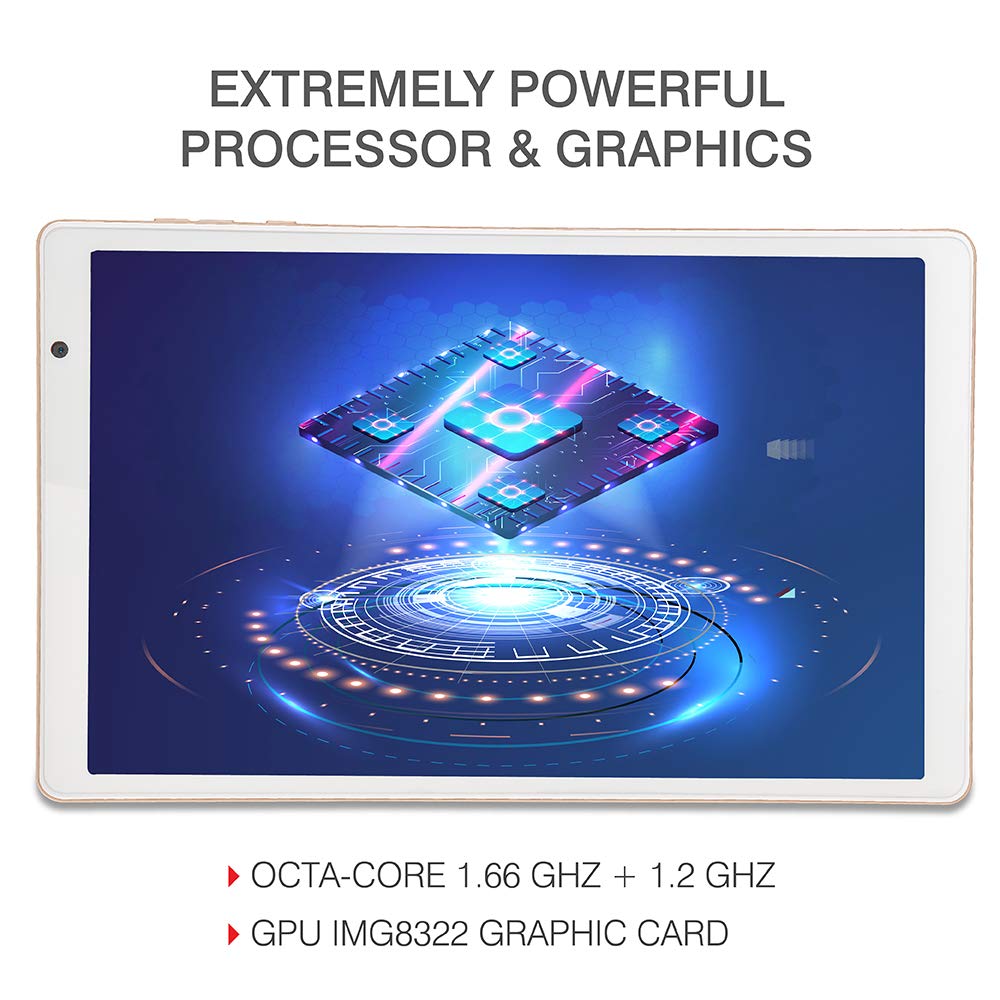 EXTREMELY POWERFUL
PROCESSOR & GRAPHICS
OCTA-CORE 1.66 GHZ + 1.2 GHZ
GPU IMG8322 GRAPHIC CARD